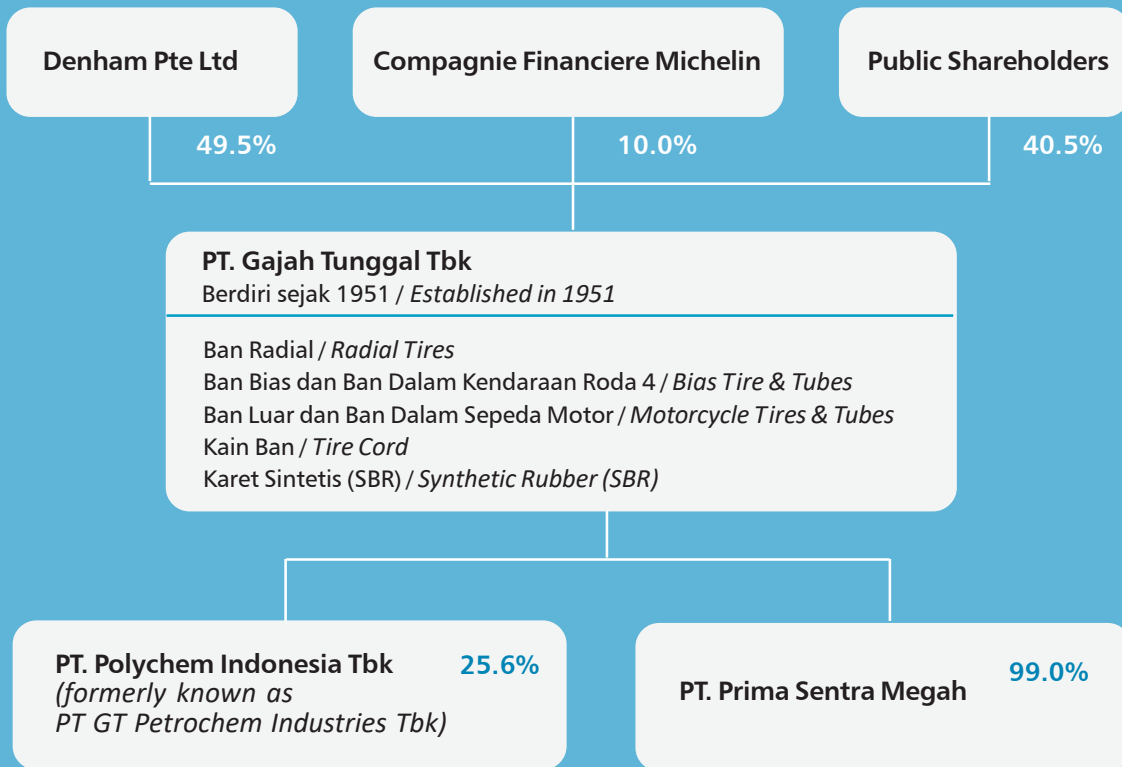 Denham Pte Ltd
Compagnie Financiere Michelin
Public Shareholders
49.5%
10.0%
40.5%
PT. Gajah Tunggal Tbk
Berdiri sejak 1951 / Established in 1951
Ban Radial / Radial Tires
Ban Bias dan Ban Dalam Kendaraan Roda 4 / Bias Tire & Tubes
Ban Luar dan Ban Dalam Sepeda Motor / Motorcycle Tires & Tubes
Kain Ban / Tire Cord
Karet Sintetis (SBR) / Synthetic Rubber (SBR)
PT. Polychem Indonesia Tbk 25.6%
(formerly known as
PT GT Petrochem Industries Tbk)
PT. Prima Sentra Megah 99.0%